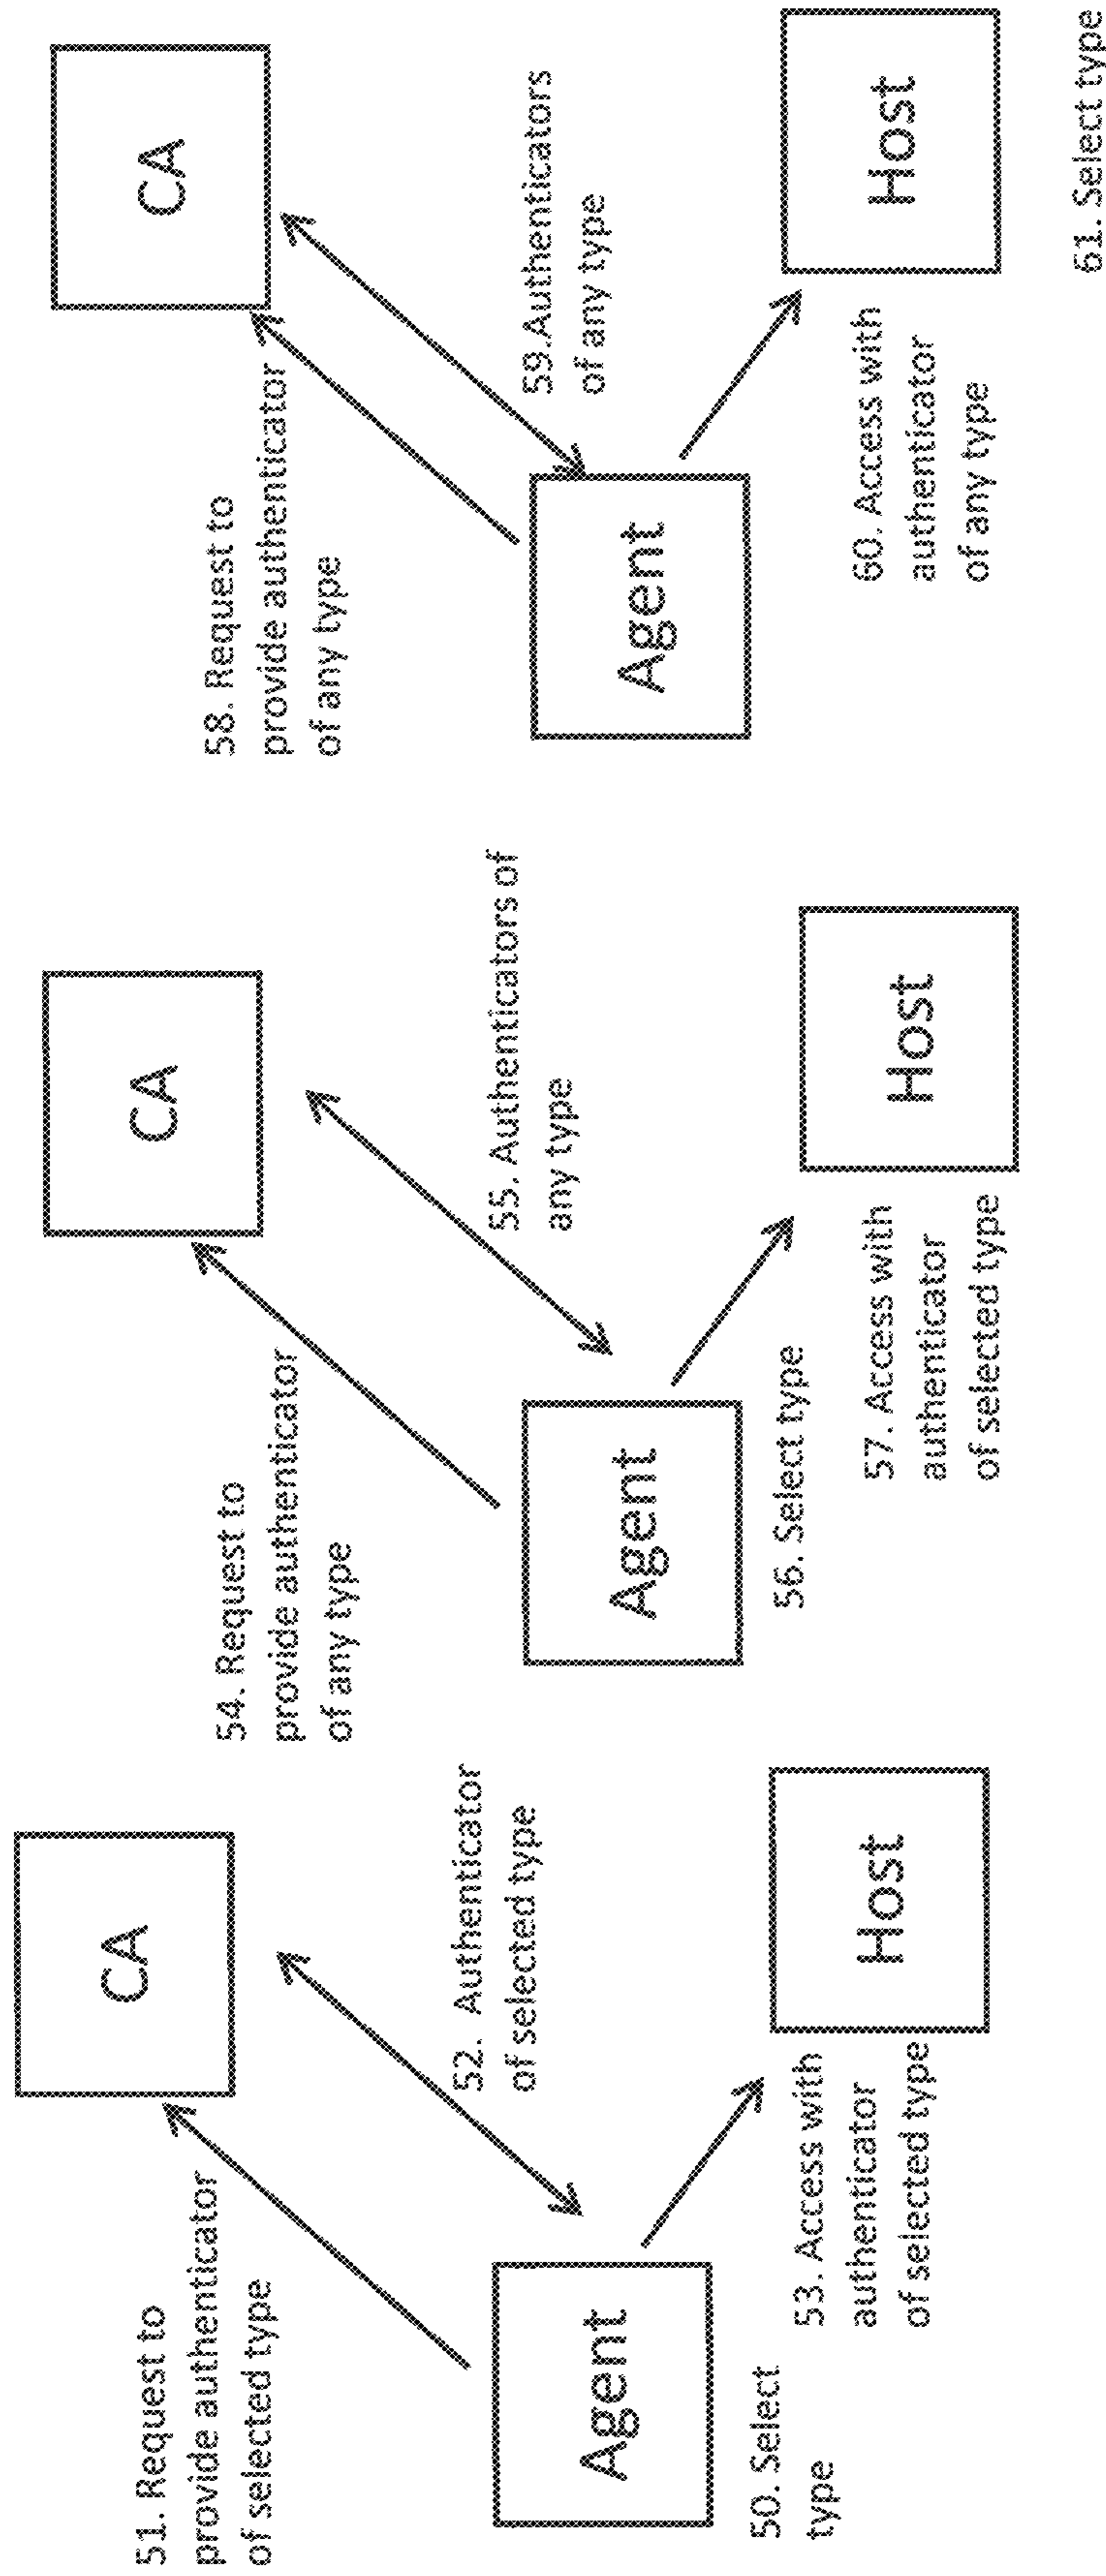 51. Request to
provide authenticator
of selected type
CA
52. Authenticator
of selected type
Agent
50. Select
type
53. Access with
authenticator
of selected type
Host
54. Request to
provide authenticator
of any type
CA
55. Authenticators of
any type
Agent
56. Select type
57. Access with
authenticator
of selected type
Host
58. Request to
provide authenticator
of any type
CA
59.Authenticators
of any type
Agent
60. Access with
authenticator
of any type
Host
61. Select type